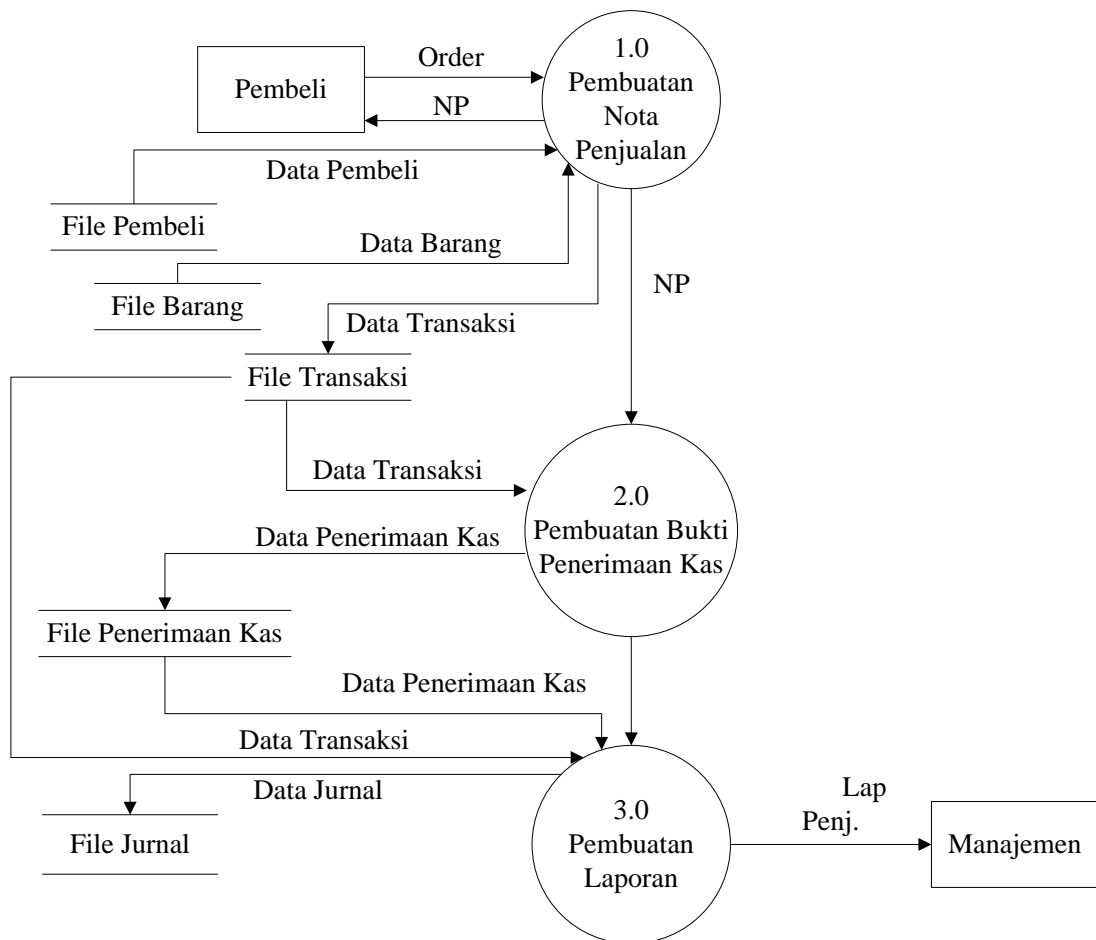 Order
Pembeli
NP
1.0
Pembuatan
Nota
Penjualan
Data Pembeli
File Pembeli
Data Barang
File Barang
NP
Data Transaksi
File Transaksi
Data Transaksi
2.0
Pembuatan Bukti
Penerimaan Kas
Data Penerimaan Kas
File Penerimaan Kas
Data Penerimaan Kas
Data Transaksi
Data Jurnal
File Jurnal
3.0
Pembuatan
Laporan
Lap
Penj.
Manajemen